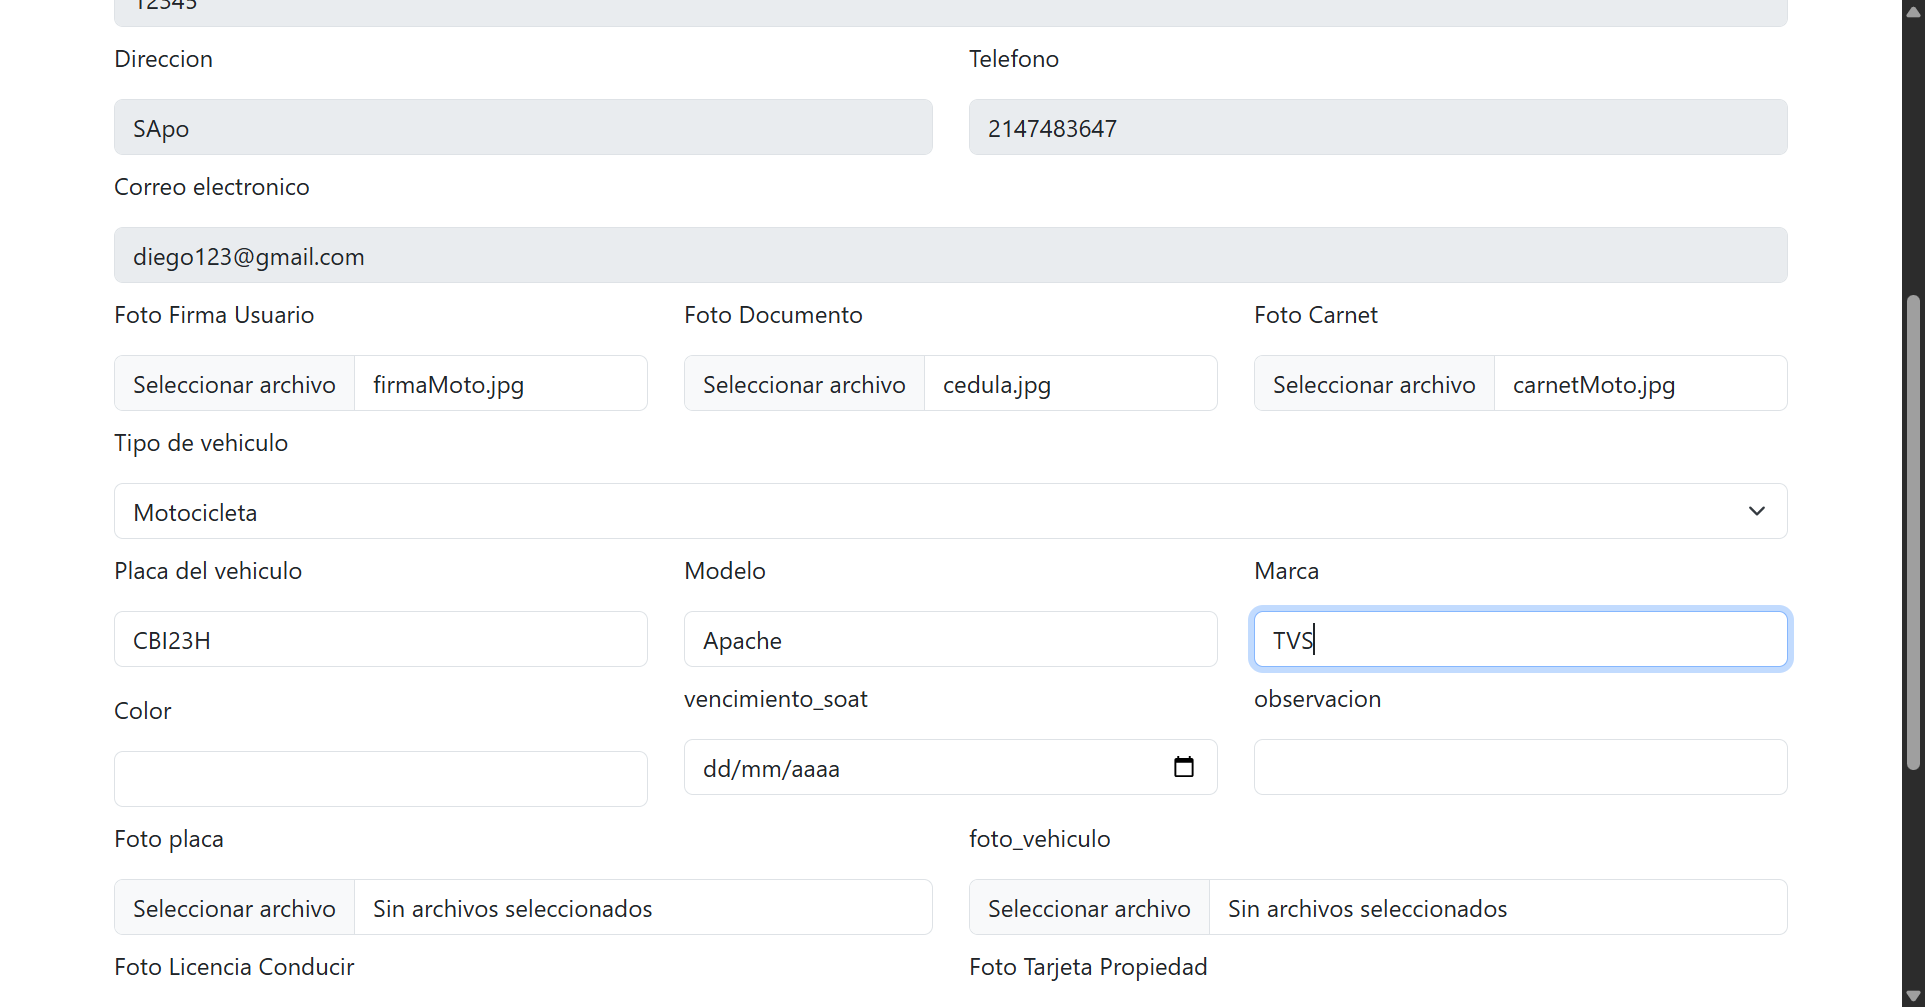 12345
Direccion Telefono
SApo 2147483647
Correo electronico
diego123@gmail.com
Foto Firma Usuario Foto Documento Foto Carnet
Seleccionar archivo firmaMoto.jpg Seleccionar archivo cedula.jpg Seleccionar archivo carnetMoto.jpg
Tipo de vehiculo
Motocicleta
Placa del vehiculo Modelo Marca
CBI23H Apache TVS
Color vencimiento_soat observacion
dd/mm/aaaa
Foto placa foto_vehiculo
Seleccionar archivo Sin archivos seleccionados Seleccionar archivo Sin archivos seleccionados
Foto Licencia Conducir Foto Tarjeta Propiedad